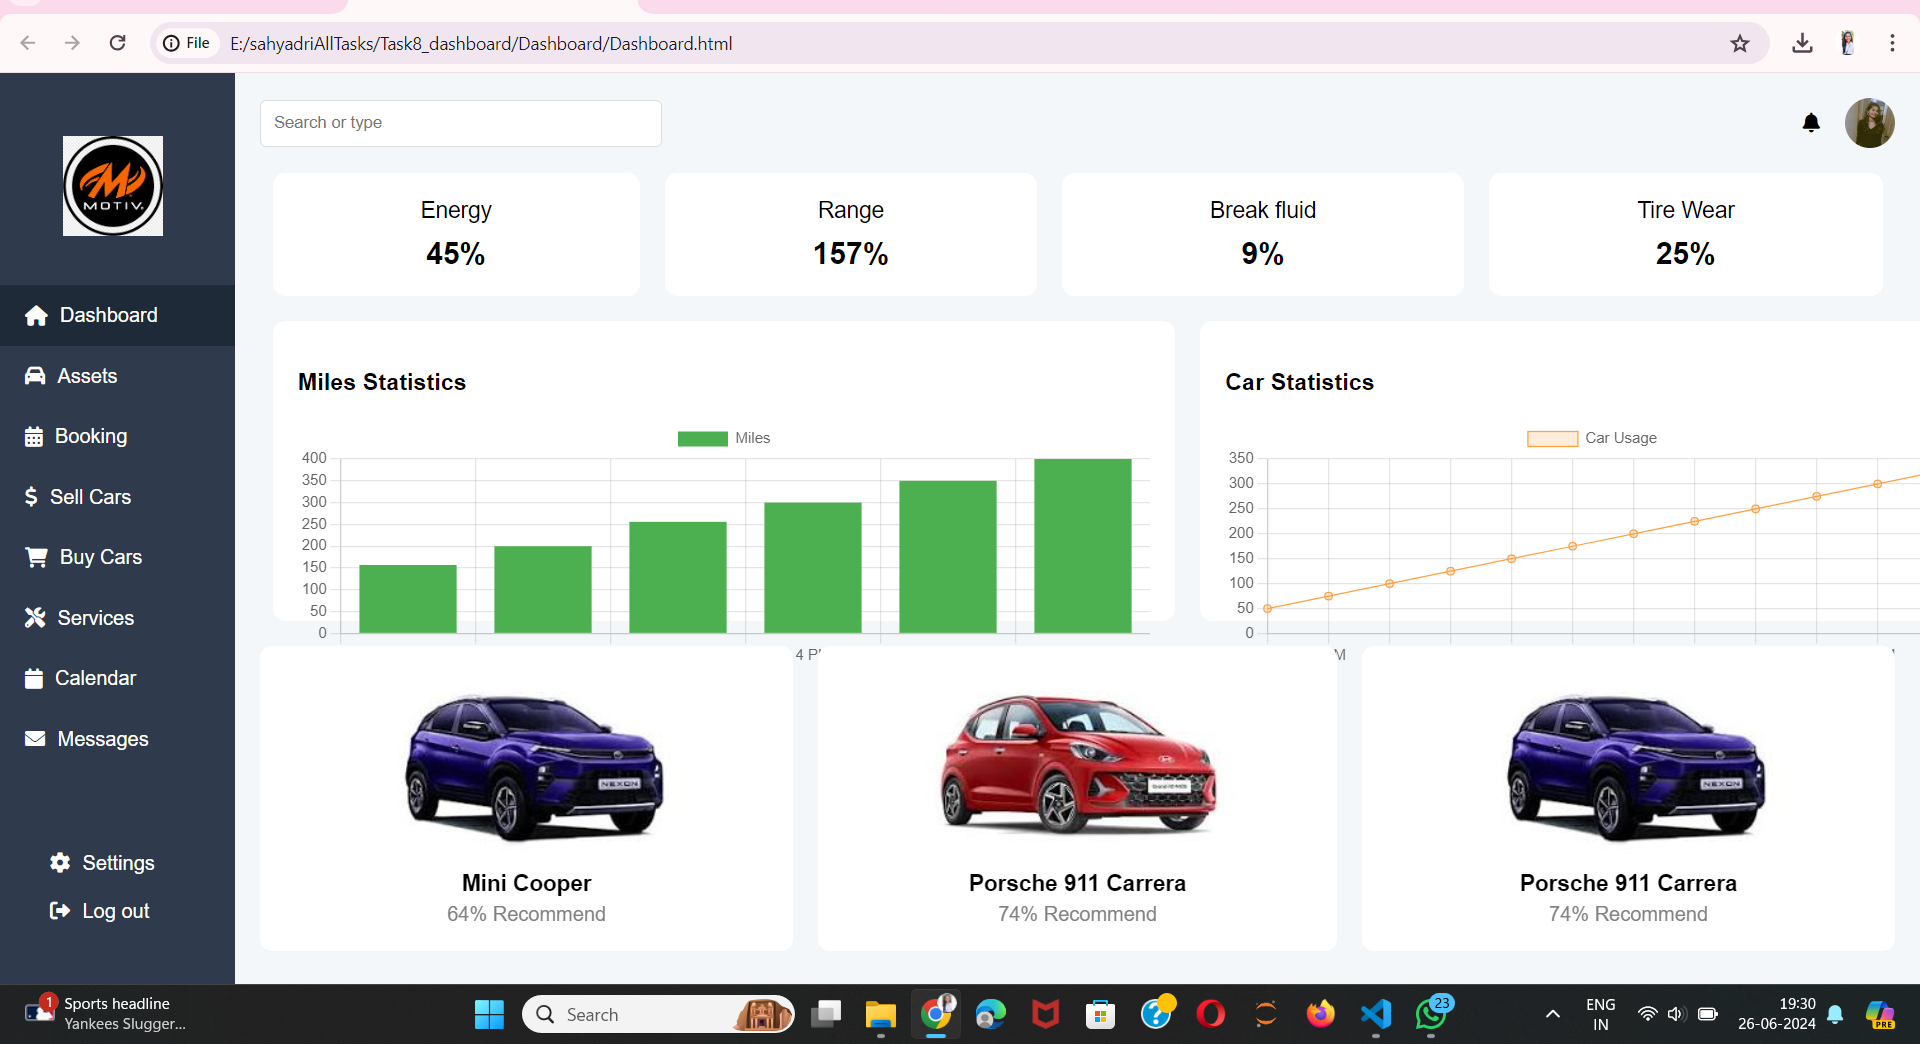 File
E:/sahyadriAllTasks/Task8_dashboard/Dashboard/Dashboard.html
MOTIV
Dashboard
Assets
Booking
Sell Cars
Buy Cars
Services
Calendar
Messages
Settings
Log out
Search or type
Energy
45%
Range
157%
Break fluid
9%
Tire Wear
25%
Miles Statistics
Miles
400
350
300
250
200
150
100
50
0
4 P
Car Statistics
Car Usage
350
300
250
200
150
100
50
0
M
NEXON
Mini Cooper
64% Recommend
Porsche 911 Carrera
74% Recommend
NEXON
Porsche 911 Carrera
74% Recommend
1
Sports headline
Yankees Slugger...
Search
23
ENG
IN
19:30
26-06-2024
PRE